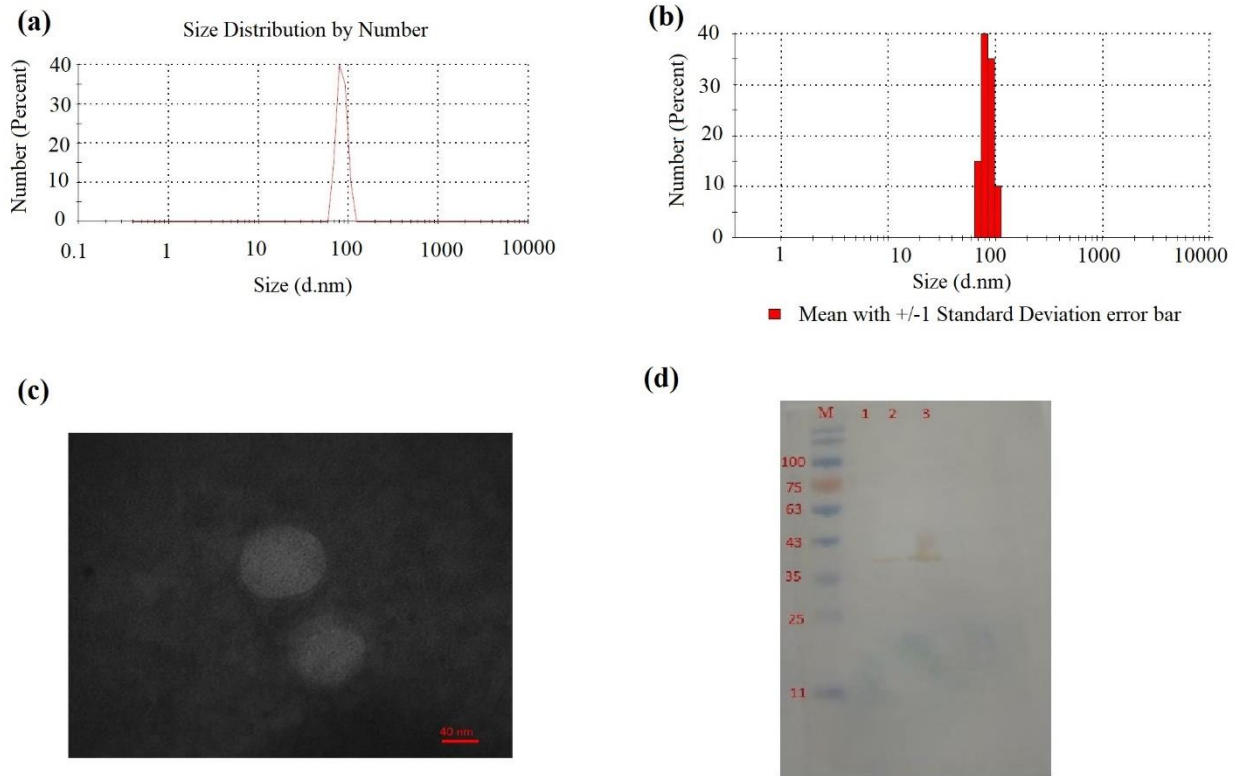 (a)
Size Distribution by Number
Number (Percent)
40
30
20
10
0
0.1 1 10 100 1000 10000
Size (d.nm)
(b)
Number (Percent)
40
30
20
10
0
1 10 100 1000 10000
Size (d.nm)
Mean with +/-1 Standard Deviation error bar
(c)
40 nm
(d)
M 1 2 3
100
75
63
43
35
25
11